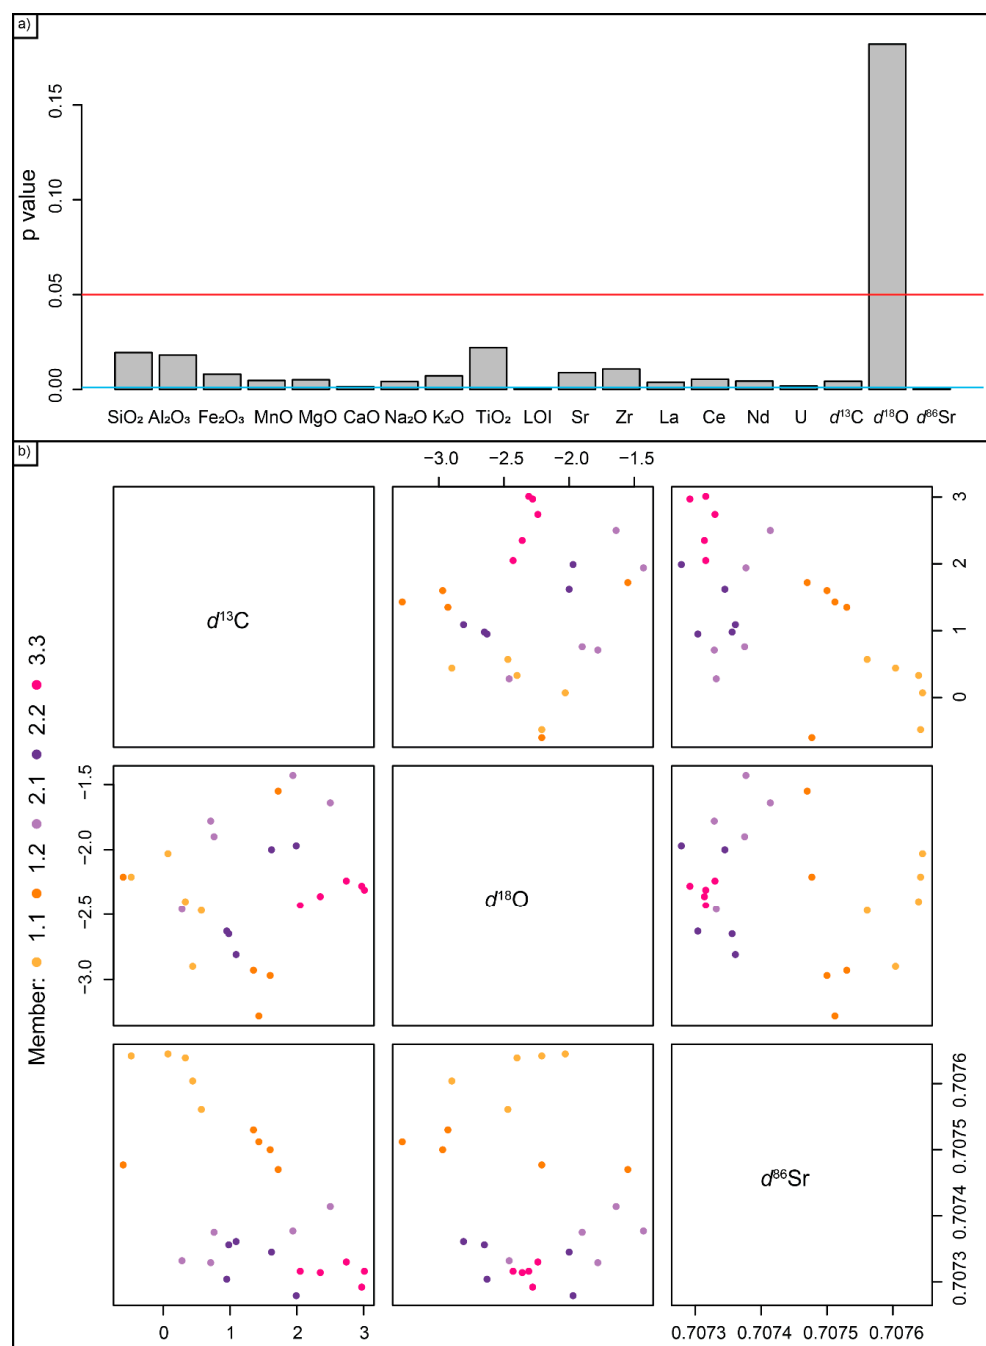 a)
p value
0.15
0.10
0.05
0.00
SiO₂ Al₂O₃ Fe₂O₃ MnO MgO CaO Na₂O K₂O TiO₂ LOI Sr Zr La Ce Nd U d¹³C d¹⁸O d⁸⁶Sr
b)
−3.0 −2.5 −2.0 −1.5
d¹³C
3
2
1
0
−1.5
−2.0
−2.5
−3.0
d¹⁸O
d⁸⁶Sr
0.7076
0.7075
0.7074
0.7073
0 1 2 3
0.7073 0.7074 0.7075 0.7076
Member: 1.1 1.2 2.1 2.2 3.3